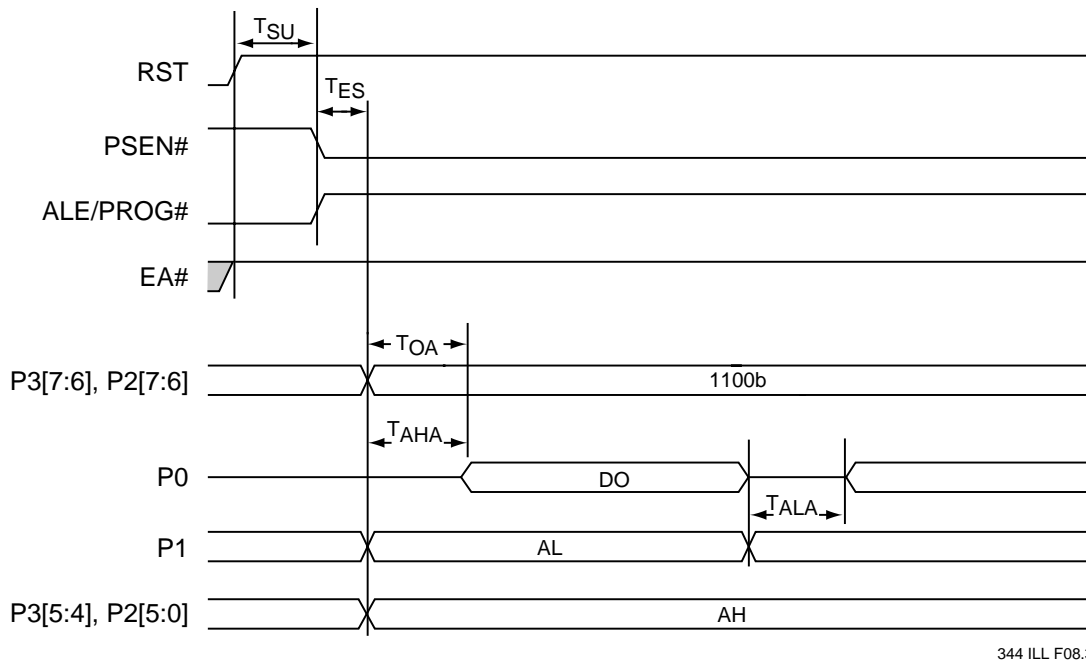 TSU
RST
TES
PSEN#
ALE/PROG#
EA#
TOA
P3[7:6], P2[7:6]
1100b
TAHA
P0
DO
TALA
P1
AL
P3[5:4], P2[5:0]
AH
344 ILL F08.